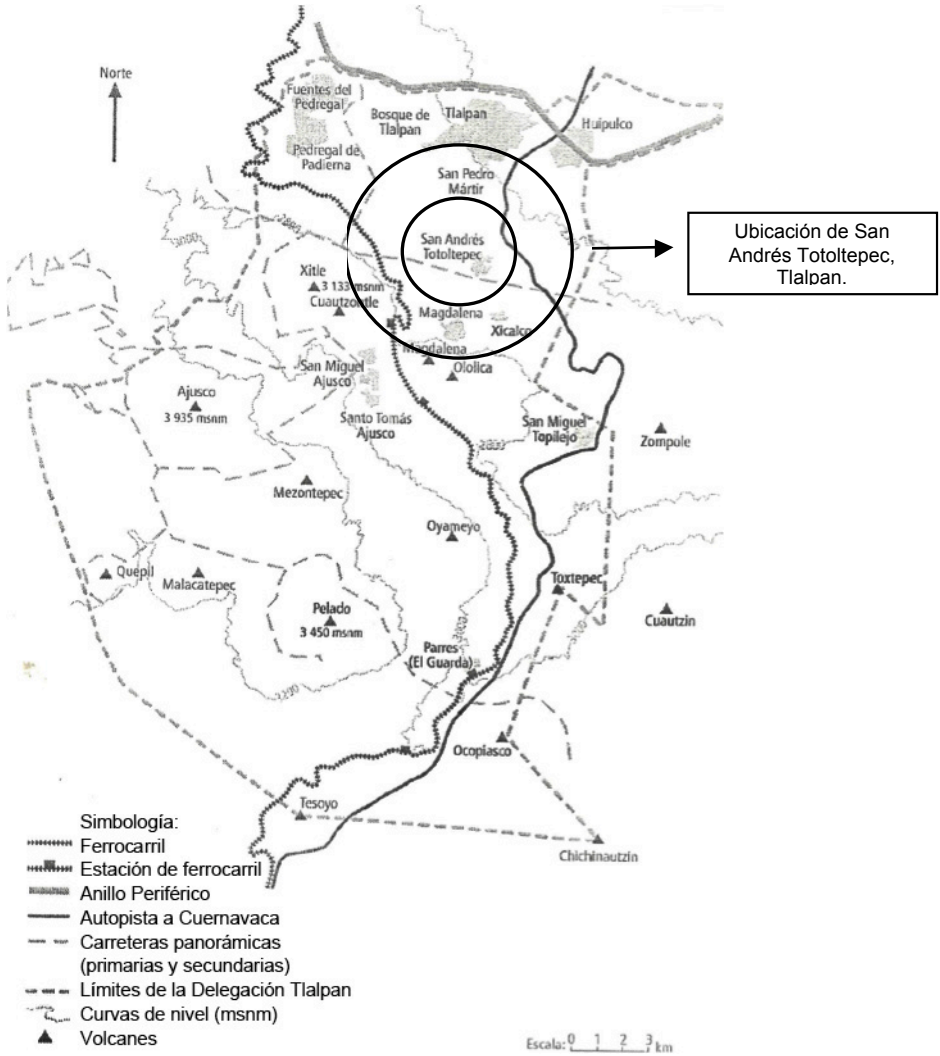 Norte
Fuentes del
Pedregal
Bosque de
Tlalpan
Tlalpan
Huipulco
Pedregal de
Padierna
San Pedro
Mártir
Ubicación de San
Andrés Totoltepec,
Tlalpan.
3000
2800
San Andrés
Totoltepec
Xitle
3 133 msnm
Cuautzontle
Magdalena
Xicalco
Magdalena
Ololica
San Miguel
Ajusco
Ajusco
3 935 msnm
Santo Tomás
Ajusco
San Miguel
Topilejo
Zompole
2800
Mezontepec
Oyameyo
Quepil
Malacatepec
Toxtepec
Pelado
3 450 msnm
Cuautzin
Parres
(El Guarda)
3200
Ocopiasco
Tesoyo
Chichinautzin
Simbología:
Ferrocarril
Estación de ferrocarril
Anillo Periférico
Autopista a Cuernavaca
Carreteras panorámicas
(primarias y secundarias)
Límites de la Delegación Tlalpan
Curvas de nivel (msnm)
Volcanes
Escala: 0 1 2 3 km